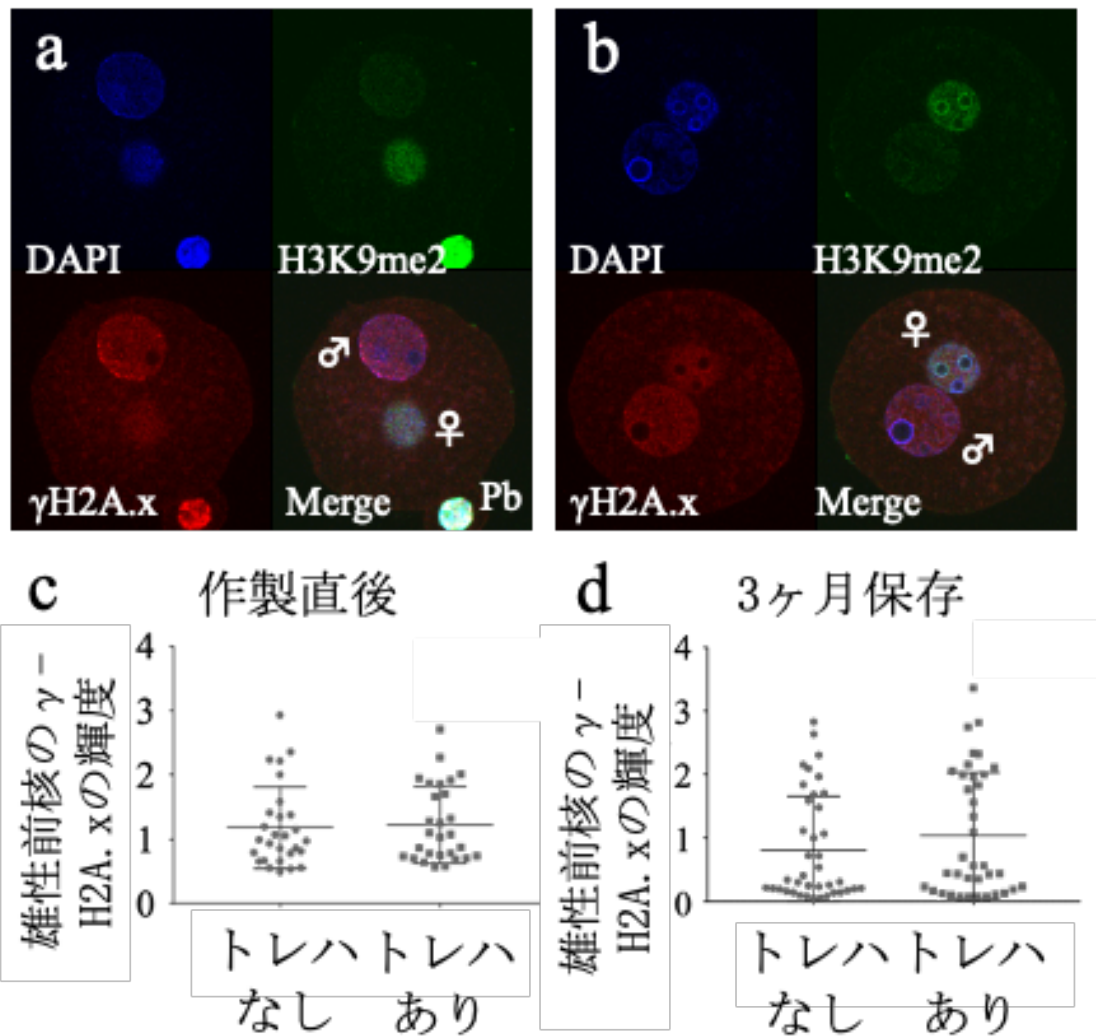 a
DAPI
H3K9me2
♂
♀
γH2A.x
Merge
Pb
b
DAPI
H3K9me2
♀
♂
γH2A.x
Merge
c
作製直後
雄性前核のγ-
H2A.xの輝度
4
3
2
1
0
トレハ
なし
トレハ
あり
d
3ヶ月保存
雄性前核のγ-
H2A.xの輝度
4
3
2
1
0
トレハ
なし
トレハ
あり